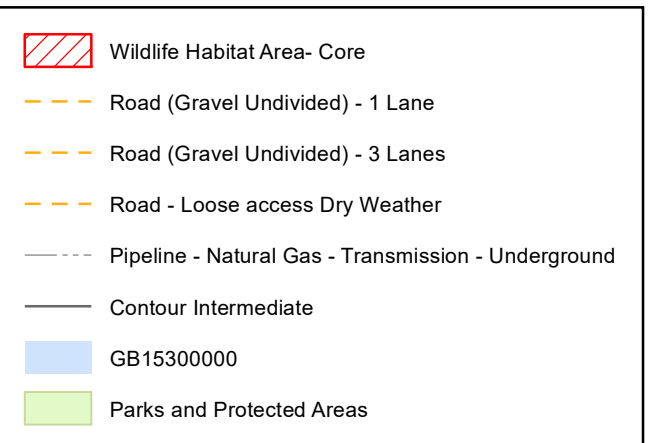 Wildlife Habitat Area- Core
Road (Gravel Undivided) - 1 Lane
Road (Gravel Undivided) - 3 Lanes
Road - Loose access Dry Weather
Pipeline - Natural Gas - Transmission - Underground
Contour Intermediate
GB15300000
Parks and Protected Areas